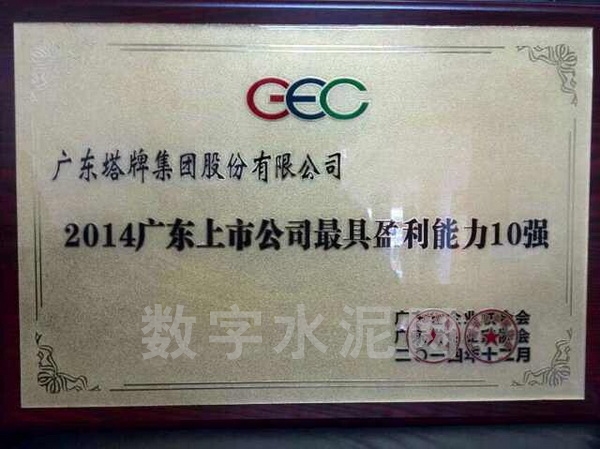 GEC
广东塔牌集团股份有限公司
2014广东上市公司最具盈利能力10强
数字水泥网
二〇一四年十二月